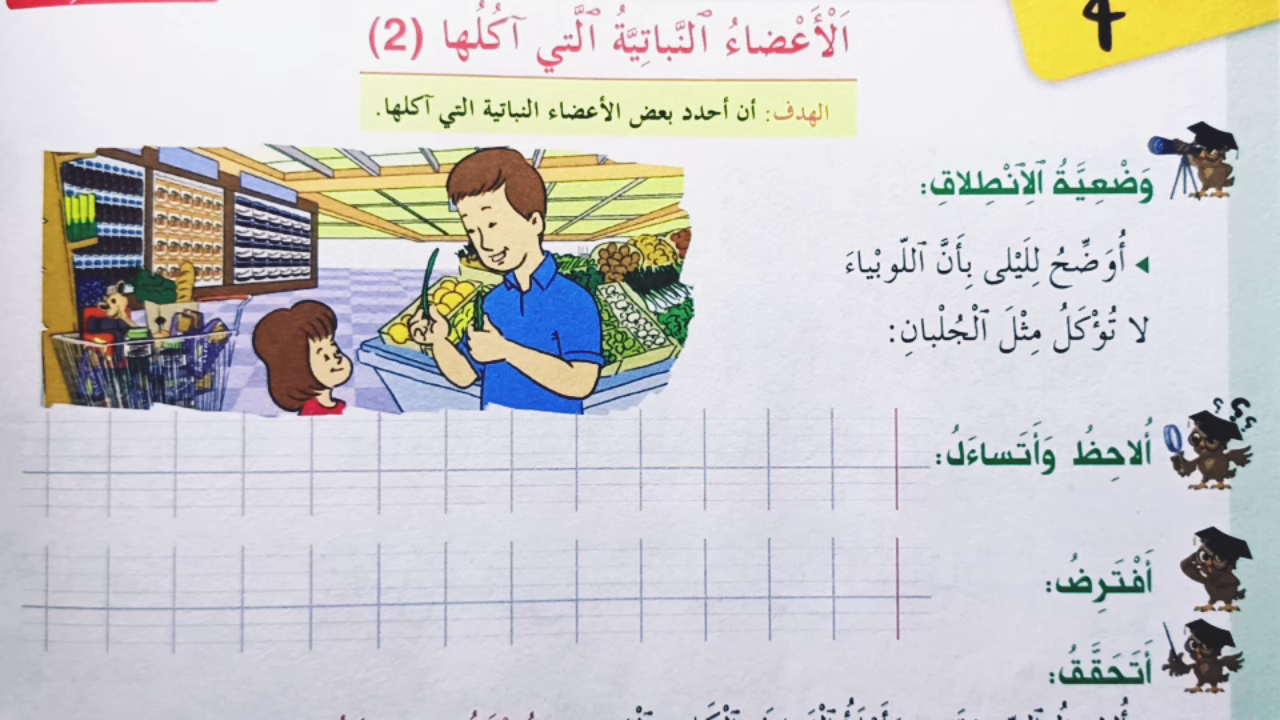 4
اَلْأَعْضاءُ ٱلنَّباتِيَّةُ ٱلَّتي آكُلُها (2)
الهدف: أن أحدد بعض الأعضاء النباتية التي آكلها.
وَضْعِيَّةُ ٱلِانْطِلاقِ:
◂ أُوَضِّحُ لِلَيْلى بِأَنَّ ٱللّوبْياءَ
لا تُؤْكَلُ مِثْلَ ٱلْجُلْبانِ:
أُلاحِظُ وَأَتَساءَلُ:
أَفْتَرِضُ:
أَتَحَقَّقُ: